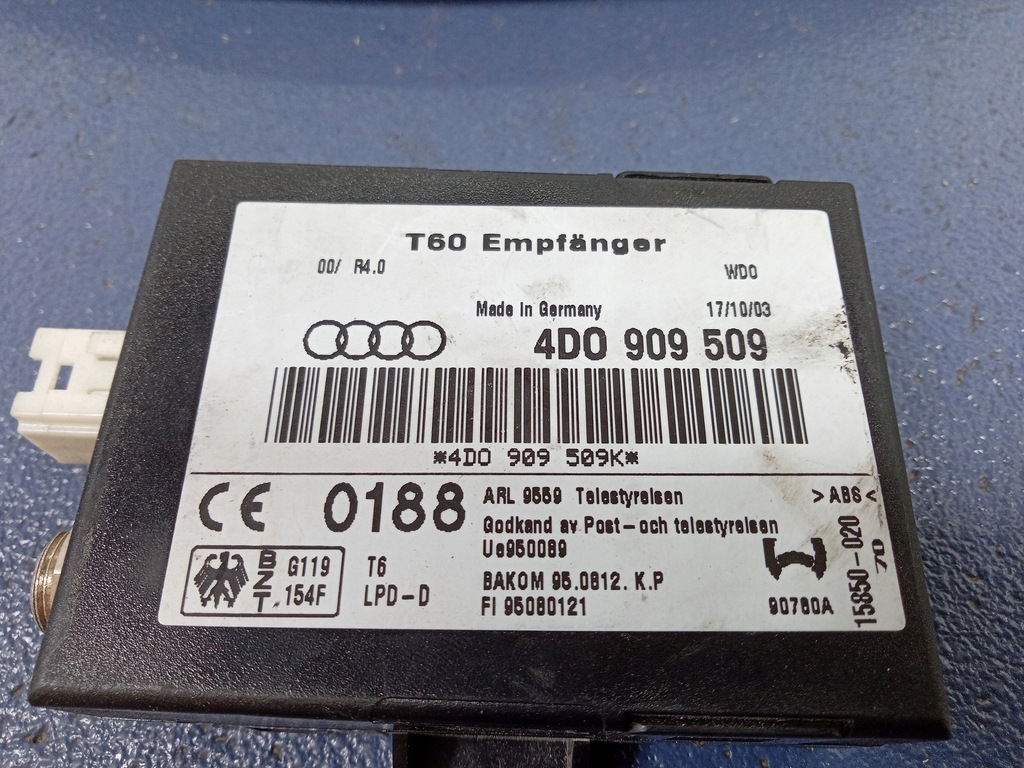 T60 Empfänger
00/ R4.0
WDO
Made in Germany
17/10/03
4D0 909 509
*4D0 909 509K*
CE 0188
ARL 9559 Telestyrelsen
>ABS<
Godkand av Post-och telestyrelsen
Ue950089
BZT
G119
154F
T6
LPD-D
BAKOM 95.0812. K.P
FI 95080121
90760A
15850-020
70